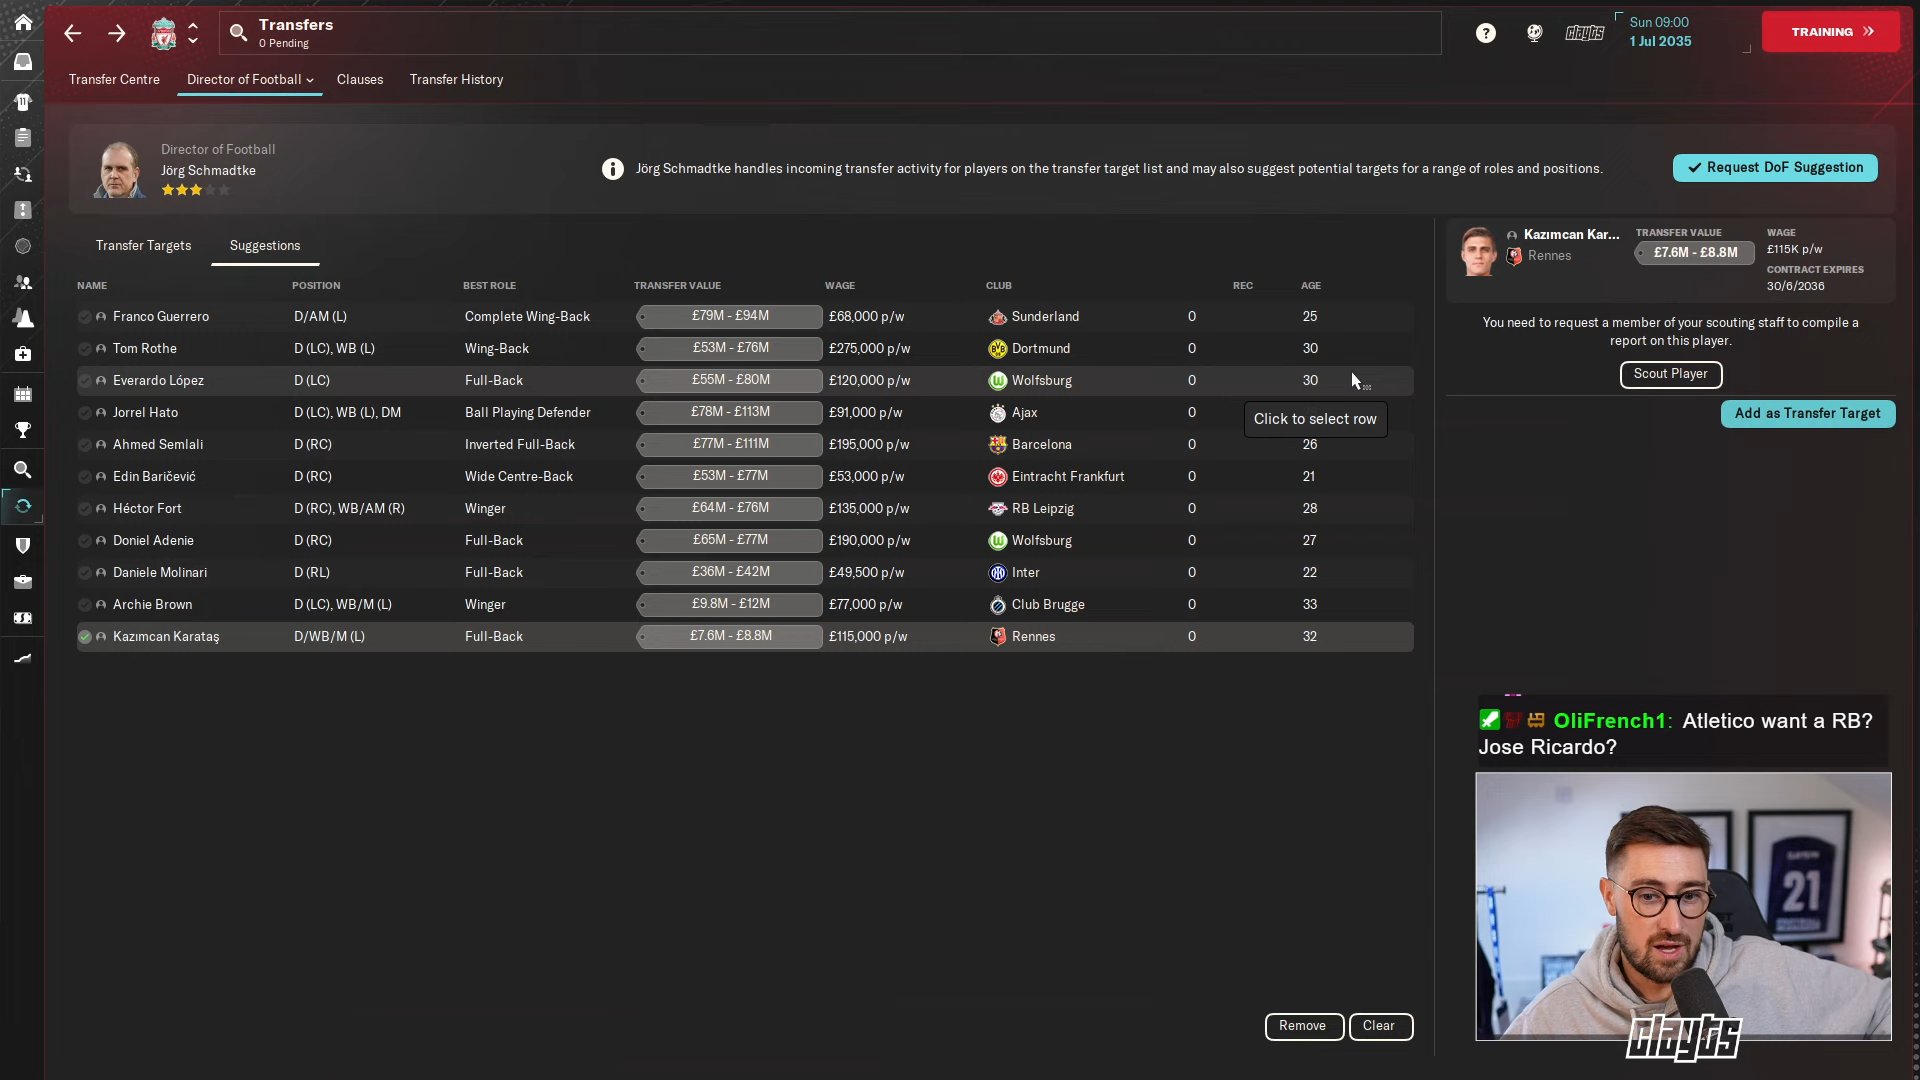 Transfers
0 Pending
clayts
Sun 09:00
1 Jul 2035
TRAINING
Transfer Centre
Director of Football
Clauses
Transfer History
Director of Football
Jörg Schmadtke
Jörg Schmadtke handles incoming transfer activity for players on the transfer target list and may also suggest potential targets for a range of roles and positions.
Request DoF Suggestion
Transfer Targets
Suggestions
NAME POSITION BEST ROLE TRANSFER VALUE WAGE CLUB REC AGE
Franco Guerrero D/AM (L) Complete Wing-Back £79M - £94M £68,000 p/w Sunderland 0 25
Tom Rothe D (LC), WB (L) Wing-Back £53M - £76M £275,000 p/w Dortmund 0 30
Everardo López D (LC) Full-Back £55M - £80M £120,000 p/w Wolfsburg 0 30
Jorrel Hato D (LC), WB (L), DM Ball Playing Defender £78M - £113M £91,000 p/w Ajax 0
Click to select row
Ahmed Semlali D (RC) Inverted Full-Back £77M - £111M £195,000 p/w Barcelona 0 26
Edin Baričević D (RC) Wide Centre-Back £53M - £77M £53,000 p/w Eintracht Frankfurt 0 21
Héctor Fort D (RC), WB/AM (R) Winger £64M - £76M £135,000 p/w RB Leipzig 0 28
Doniel Adenie D (RC) Full-Back £65M - £77M £190,000 p/w Wolfsburg 0 27
Daniele Molinari D (RL) Full-Back £36M - £42M £49,500 p/w Inter 0 22
Archie Brown D (LC), WB/M (L) Winger £9.8M - £12M £77,000 p/w Club Brugge 0 33
Kazımcan Karataş D/WB/M (L) Full-Back £7.6M - £8.8M £115,000 p/w Rennes 0 32
Kazımcan Kar...
Rennes
TRANSFER VALUE
£7.6M - £8.8M
WAGE
£115K p/w
CONTRACT EXPIRES
30/6/2036
You need to request a member of your scouting staff to compile a
report on this player.
Scout Player
Add as Transfer Target
OliFrench1: Atletico want a RB?
Jose Ricardo?
21
clayts
Remove
Clear